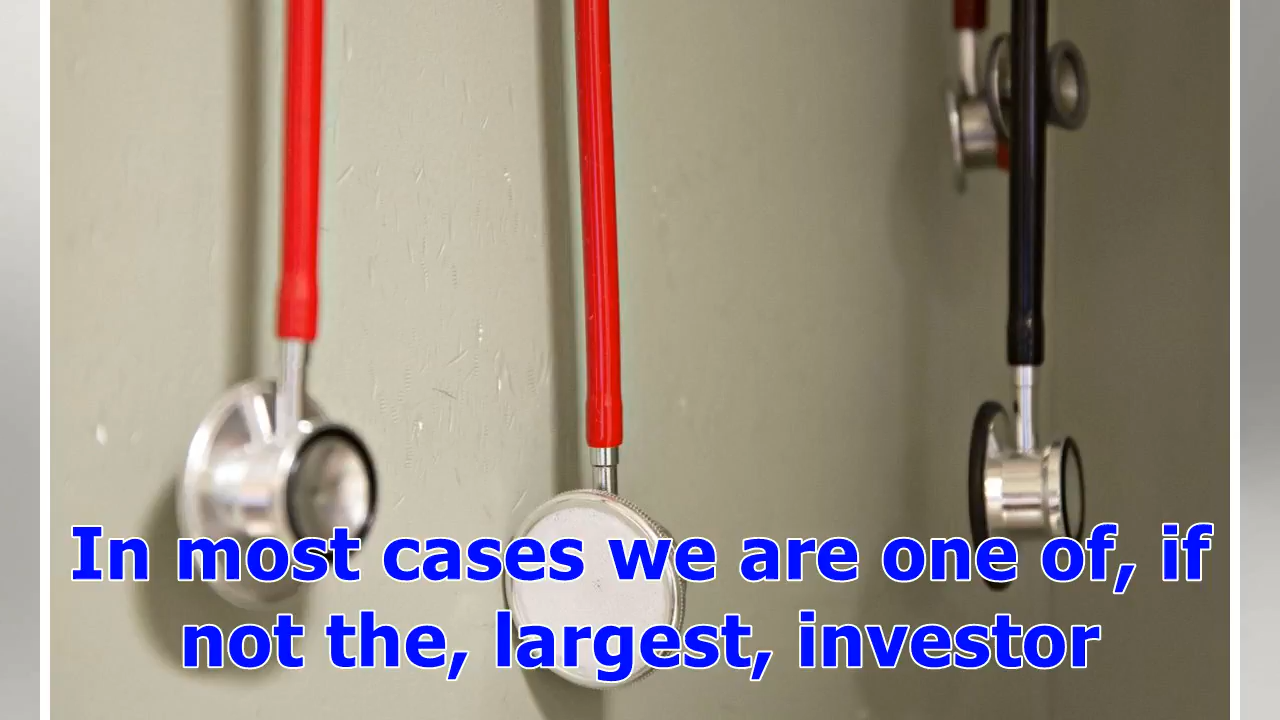 In most cases we are one of, if
not the, largest, investor